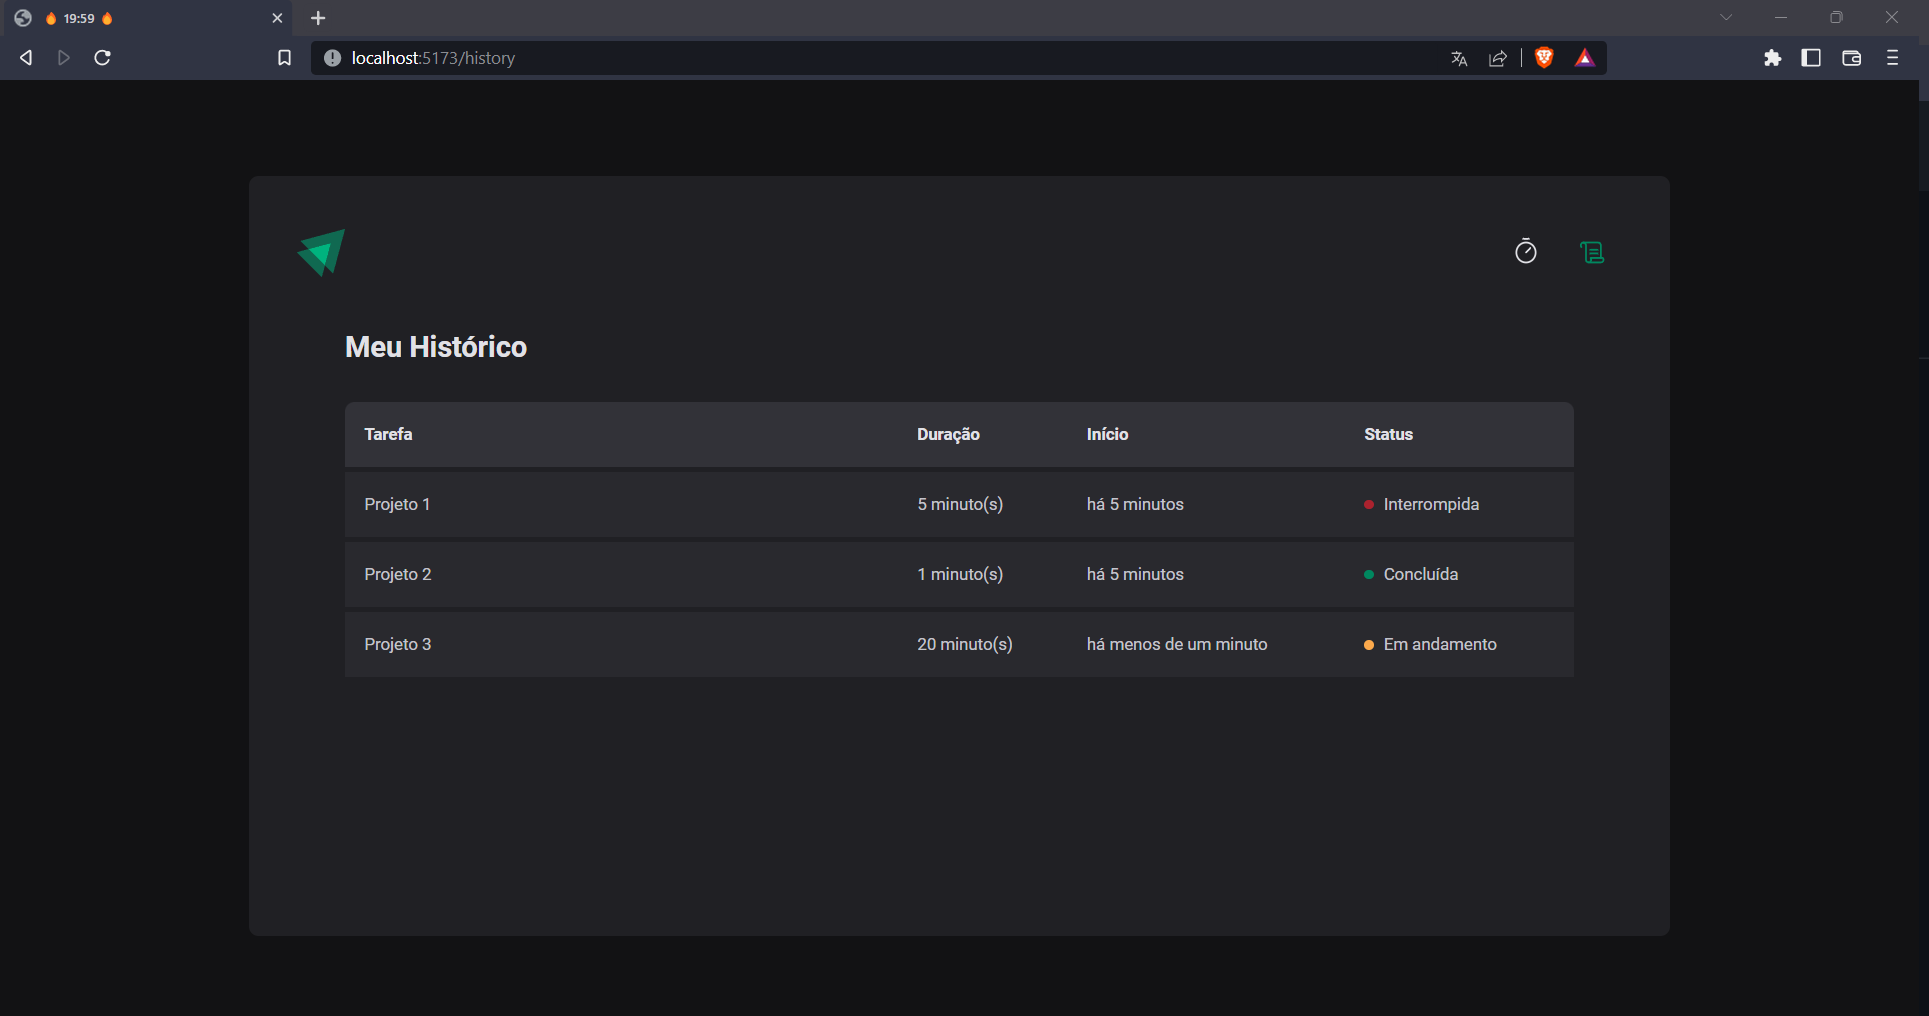 🔥 19:59 🔥
localhost:5173/history
Meu Histórico
Tarefa Duração Início Status
Projeto 1 5 minuto(s) há 5 minutos Interrompida
Projeto 2 1 minuto(s) há 5 minutos Concluída
Projeto 3 20 minuto(s) há menos de um minuto Em andamento